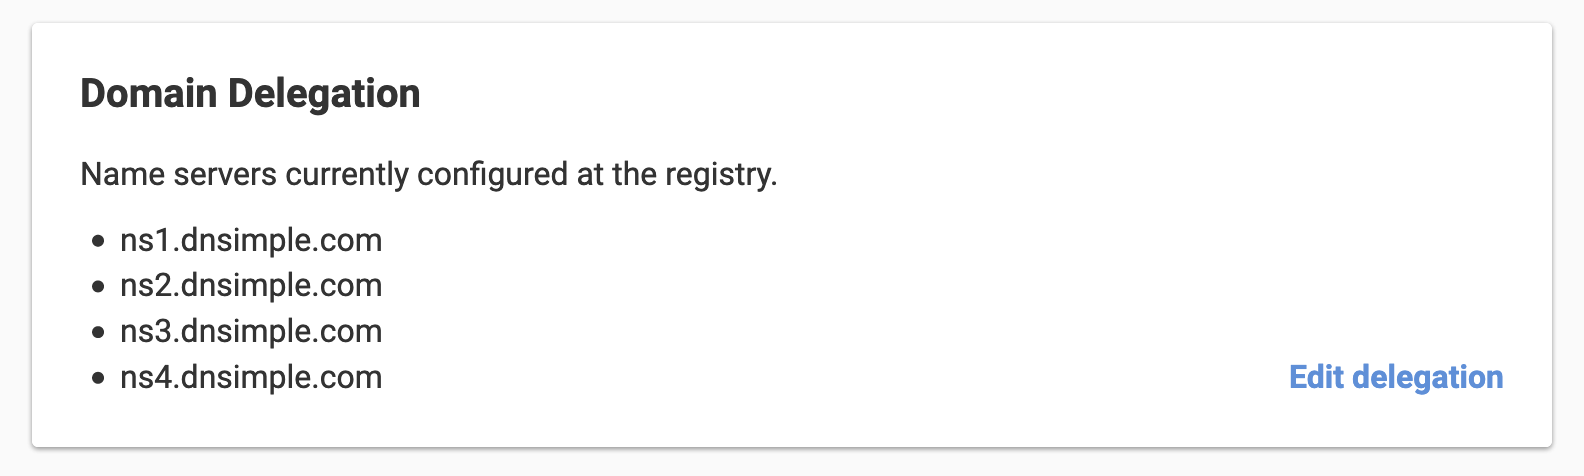 Domain Delegation
Name servers currently configured at the registry.
ns1.dnsimple.com
ns2.dnsimple.com
ns3.dnsimple.com
ns4.dnsimple.com
Edit delegation